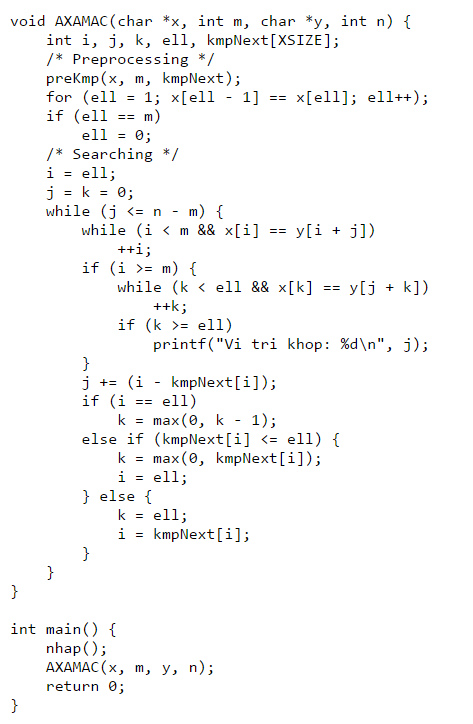 void AXAMAC(char *x, int m, char *y, int n) {
    int i, j, k, ell, kmpNext[XSIZE];
    /* Preprocessing */
    preKmp(x, m, kmpNext);
    for (ell = 1; x[ell - 1] == x[ell]; ell++);
    if (ell == m)
        ell = 0;
    /* Searching */
    i = ell;
    j = k = 0;
    while (j <= n - m) {
        while (i < m && x[i] == y[i + j])
            ++i;
        if (i >= m) {
            while (k < ell && x[k] == y[j + k])
                ++k;
            if (k >= ell)
                printf("Vi tri khop: %d\n", j);
        }
        j += (i - kmpNext[i]);
        if (i == ell)
            k = max(0, k - 1);
        else if (kmpNext[i] <= ell) {
            k = max(0, kmpNext[i]);
            i = ell;
        } else {
            k = ell;
            i = kmpNext[i];
        }
    }
}

int main() {
    nhap();
    AXAMAC(x, m, y, n);
    return 0;
}